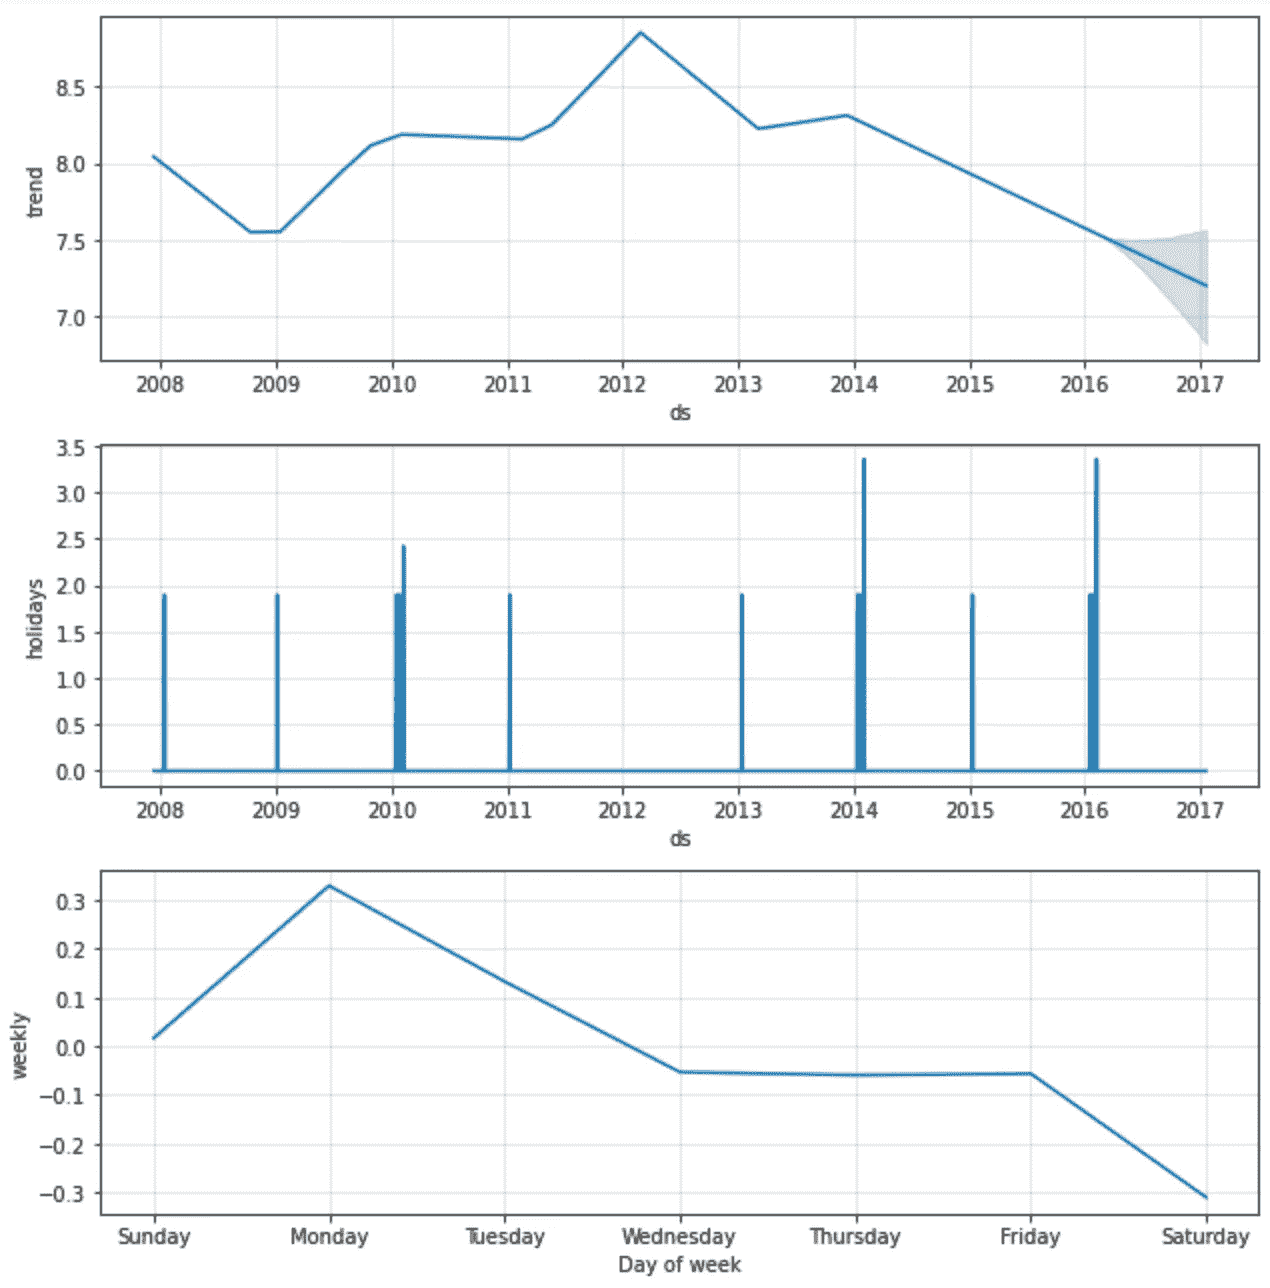 trend
8.5
8.0
7.5
7.0
2008 2009 2010 2011 2012 2013 2014 2015 2016 2017
ds
holidays
3.5
3.0
2.5
2.0
1.5
1.0
0.5
0.0
2008 2009 2010 2011 2012 2013 2014 2015 2016 2017
ds
weekly
0.3
0.2
0.1
0.0
−0.1
−0.2
−0.3
Sunday Monday Tuesday Wednesday Thursday Friday Saturday
Day of week